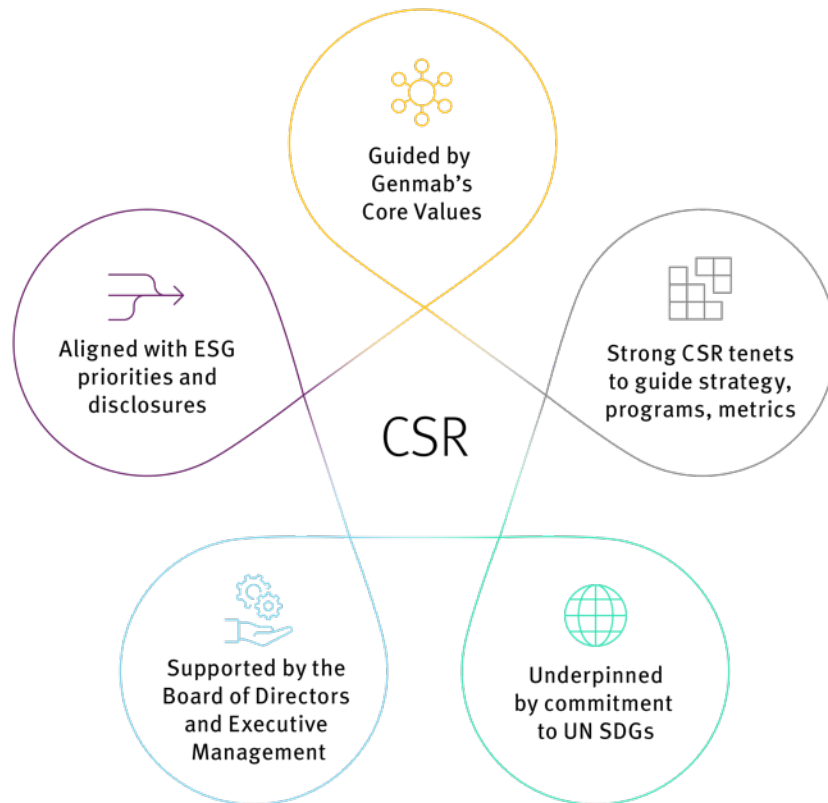 Guided by
Genmab’s
Core Values
Aligned with ESG
priorities and
disclosures
Strong CSR tenets
to guide strategy,
programs, metrics
CSR
Supported by the
Board of Directors
and Executive
Management
Underpinned
by commitment
to UN SDGs